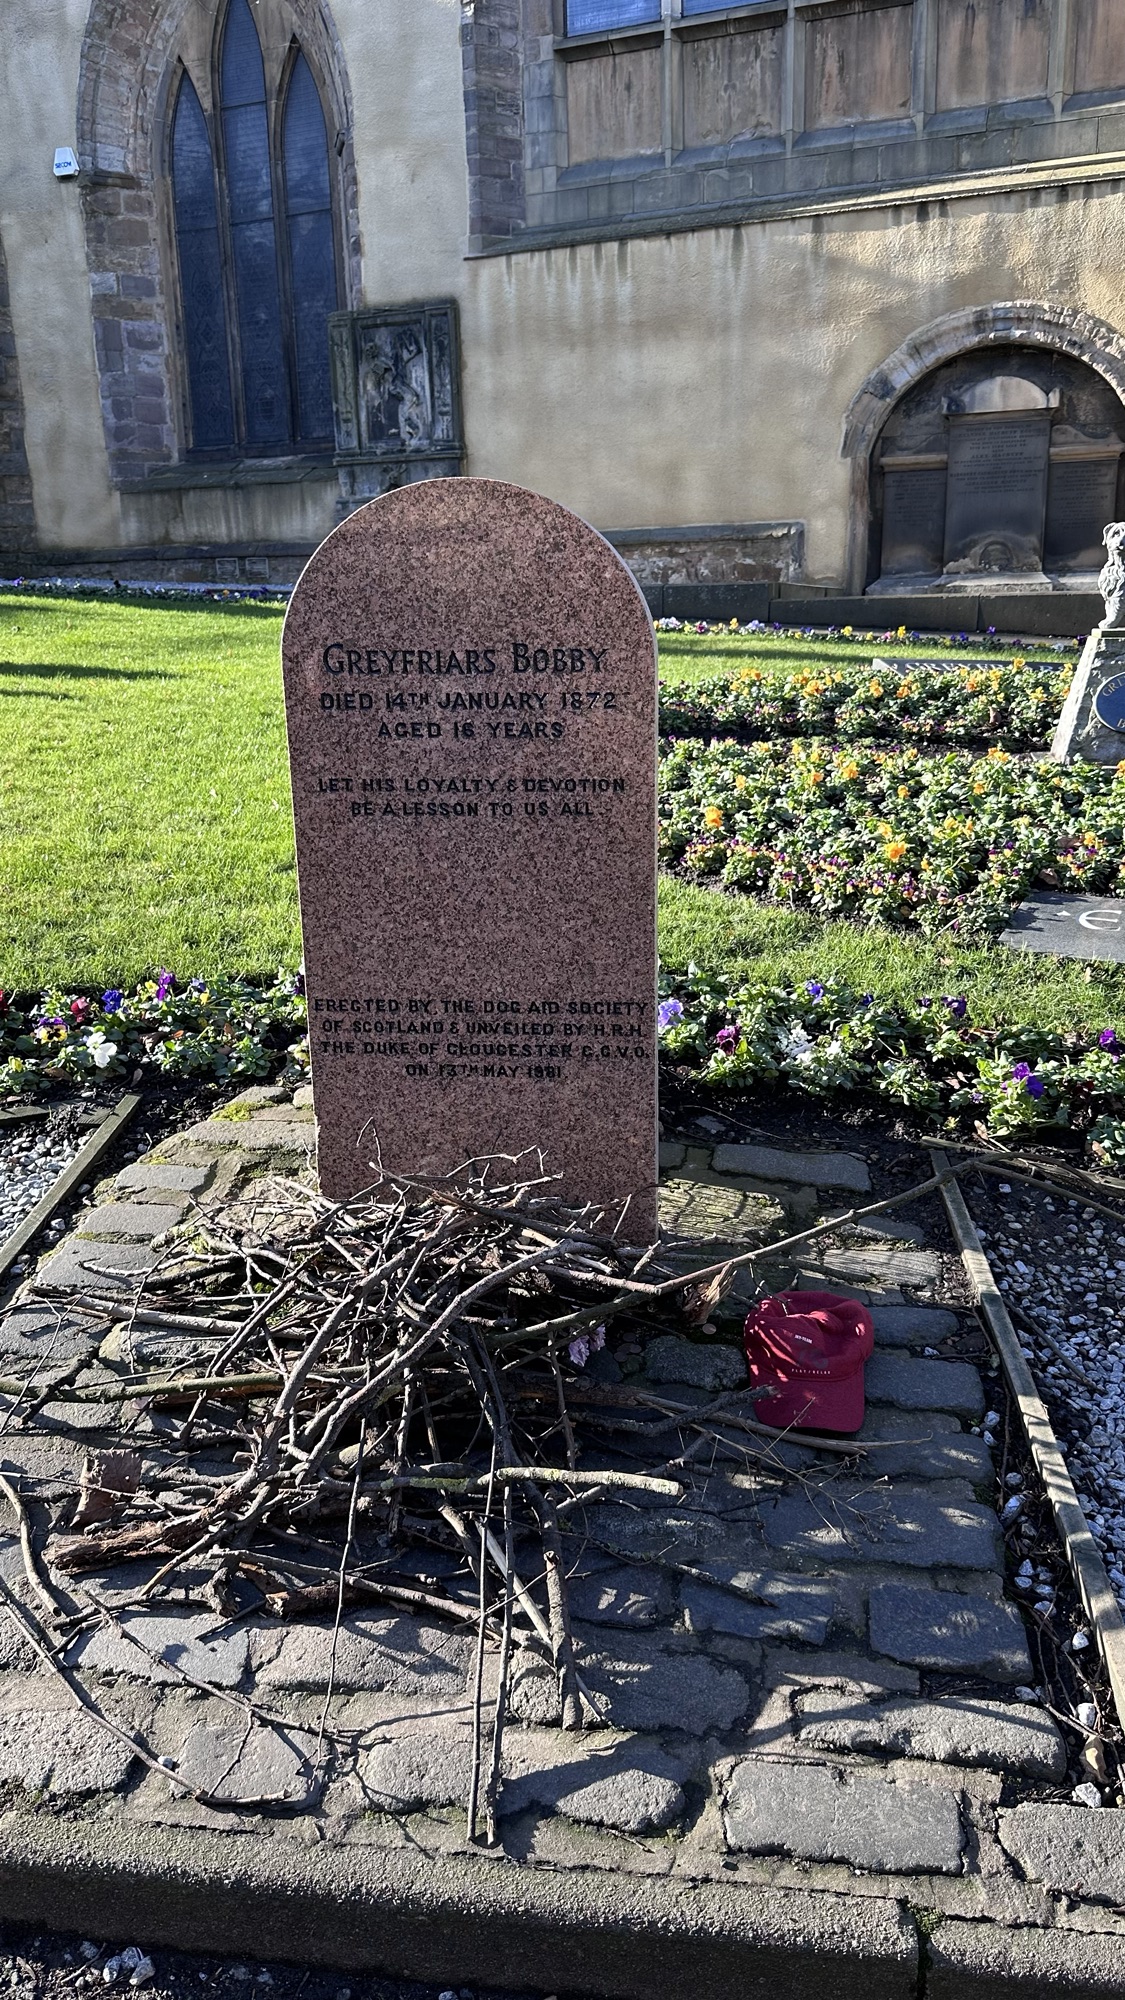 GREYFRIARS BOBBY
DIED 14TH JANUARY 1872
AGED 16 YEARS
LET HIS LOYALTY & DEVOTION
BE A LESSON TO US ALL
ERECTED BY THE DOG AID SOCIETY
OF SCOTLAND & UNVEILED BY H.R.H.
THE DUKE OF GLOUCESTER G.C.V.O.
ON 13TH MAY 1981